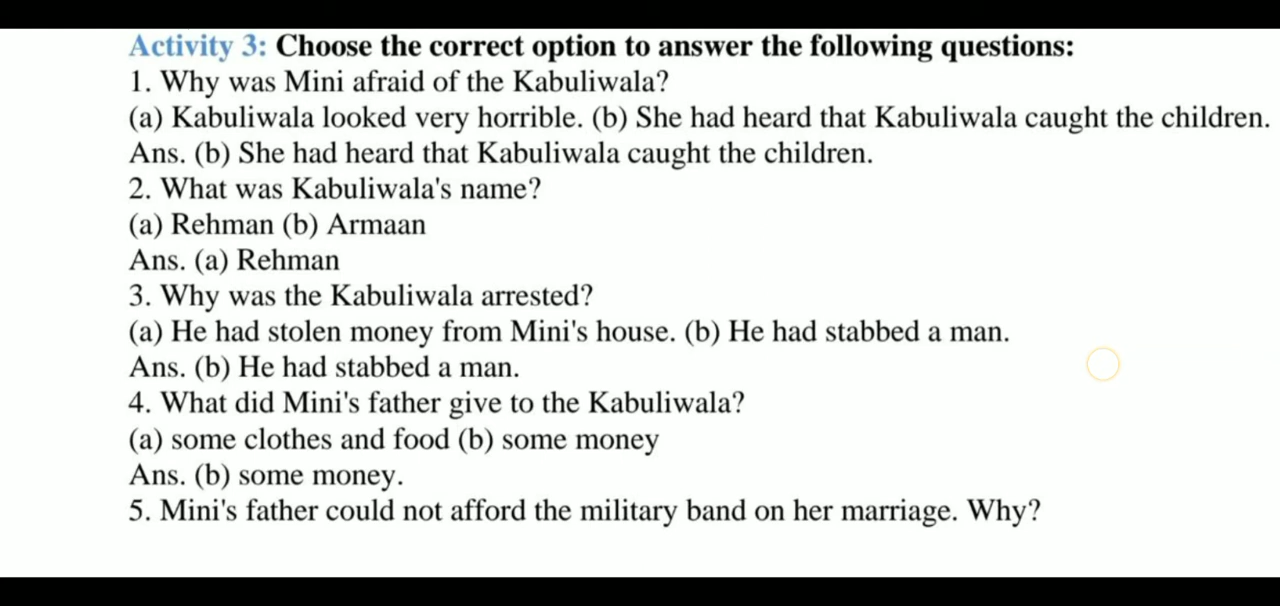 Activity 3: Choose the correct option to answer the following questions:
1. Why was Mini afraid of the Kabuliwala?
(a) Kabuliwala looked very horrible. (b) She had heard that Kabuliwala caught the children.
Ans. (b) She had heard that Kabuliwala caught the children.
2. What was Kabuliwala's name?
(a) Rehman (b) Armaan
Ans. (a) Rehman
3. Why was the Kabuliwala arrested?
(a) He had stolen money from Mini's house. (b) He had stabbed a man.
Ans. (b) He had stabbed a man.
4. What did Mini's father give to the Kabuliwala?
(a) some clothes and food (b) some money
Ans. (b) some money.
5. Mini's father could not afford the military band on her marriage. Why?